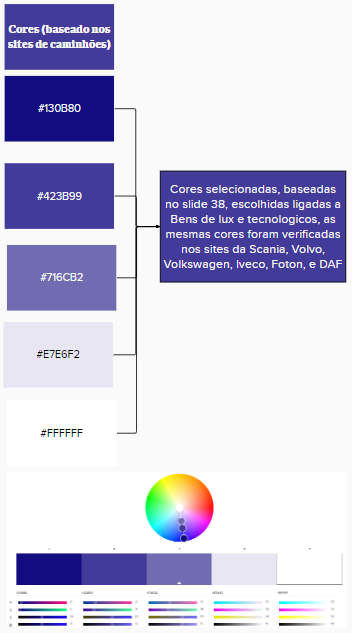 Cores (baseado nos
sites de caminhões)
#130B80
#423B99
#716CB2
#E7E6F2
#FFFFFF
Cores selecionadas, baseadas
no slide 38, escolhidas ligadas a
Bens de lux e tecnologicos, as
mesmas cores foram verificadas
nos sites da Scania, Volvo,
Volkswagen, Iveco, Foton, e DAF